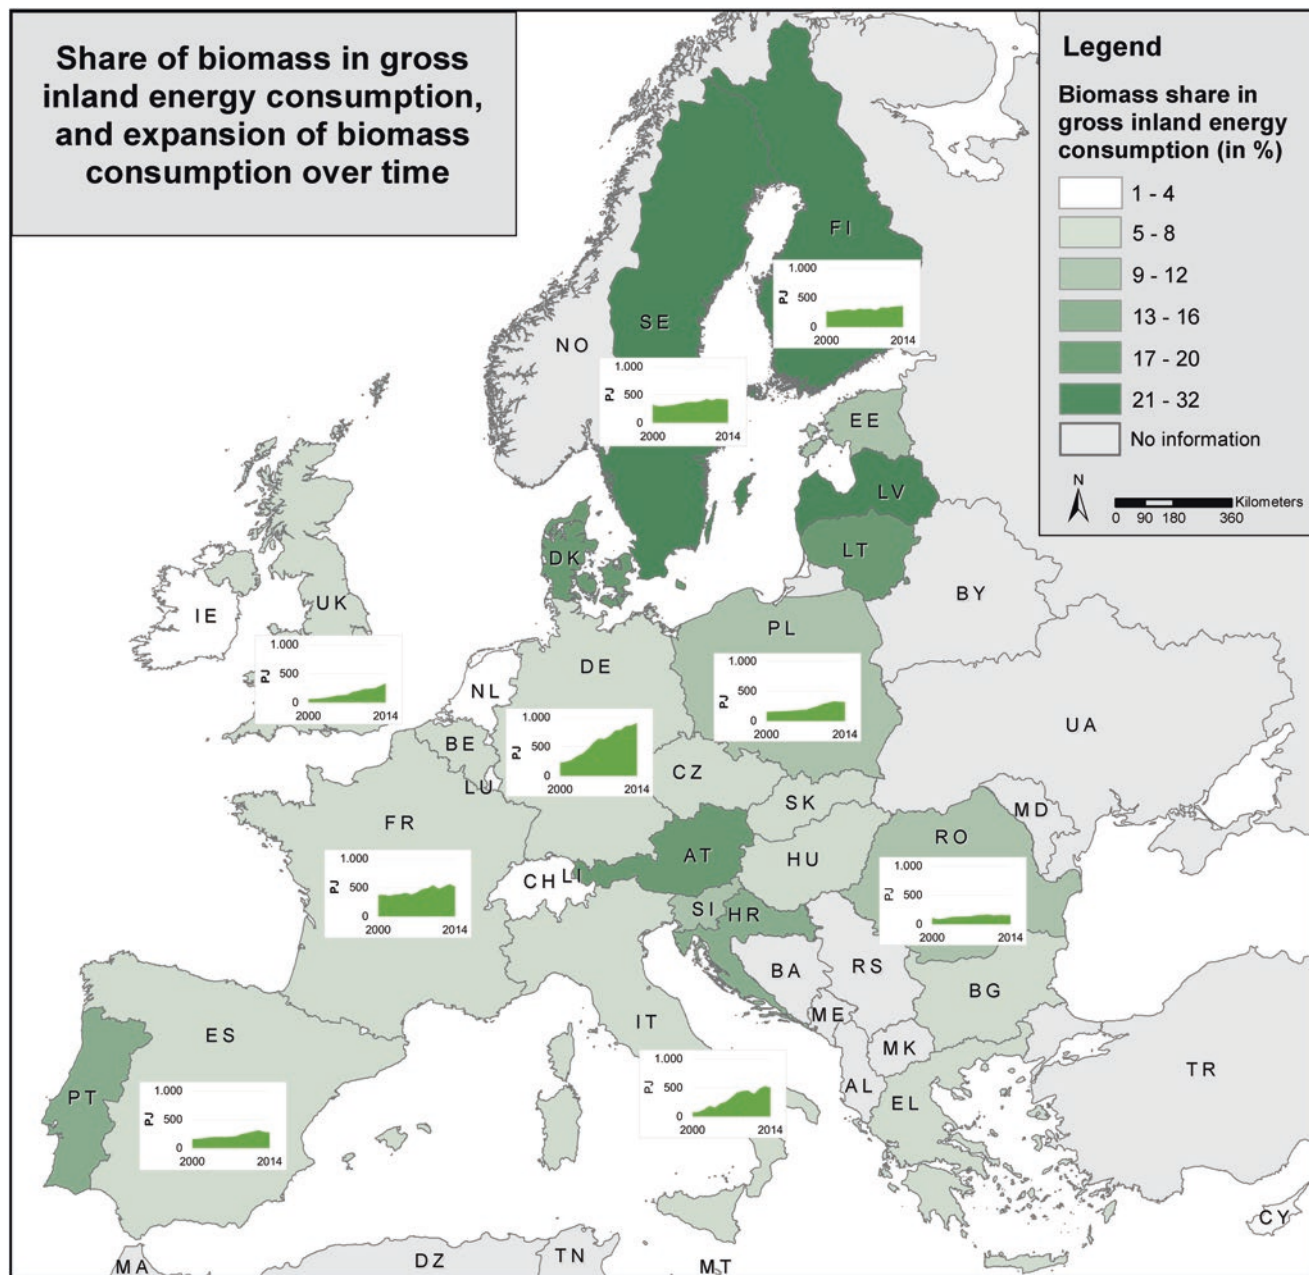 Share of biomass in gross
inland energy consumption,
and expansion of biomass
consumption over time
Legend
Biomass share in
gross inland energy
consumption (in %)
1 - 4
5 - 8
9 - 12
13 - 16
17 - 20
21 - 32
No information
N
Kilometers
0 90 180 360
FI
1.000
500
0
PJ
2000 2014
SE
NO
1.000
500
0
PJ
2000 2014
EE
LV
LT
DK
BY
IE
UK
1.000
500
0
PJ
2000 2014
NL
DE
PL
1.000
500
0
PJ
2000 2014
1.000
500
0
PJ
2000 2014
BE
LU
CZ
SK
UA
MD
FR
1.000
500
0
PJ
2000 2014
CH
LI
AT
HU
RO
1.000
500
0
PJ
2000 2014
SI
HR
BA
RS
BG
ME
MK
AL
EL
TR
IT
1.000
500
0
PJ
2000 2014
ES
PT
1.000
500
0
PJ
2000 2014
MA
DZ
TN
MT
CY